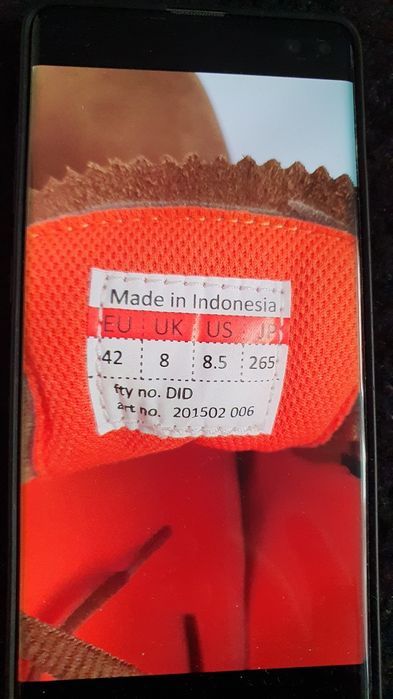 Made in Indonesia
EU UK US JP
42 8 8.5 265
fty no. DID
art no. 201502 006